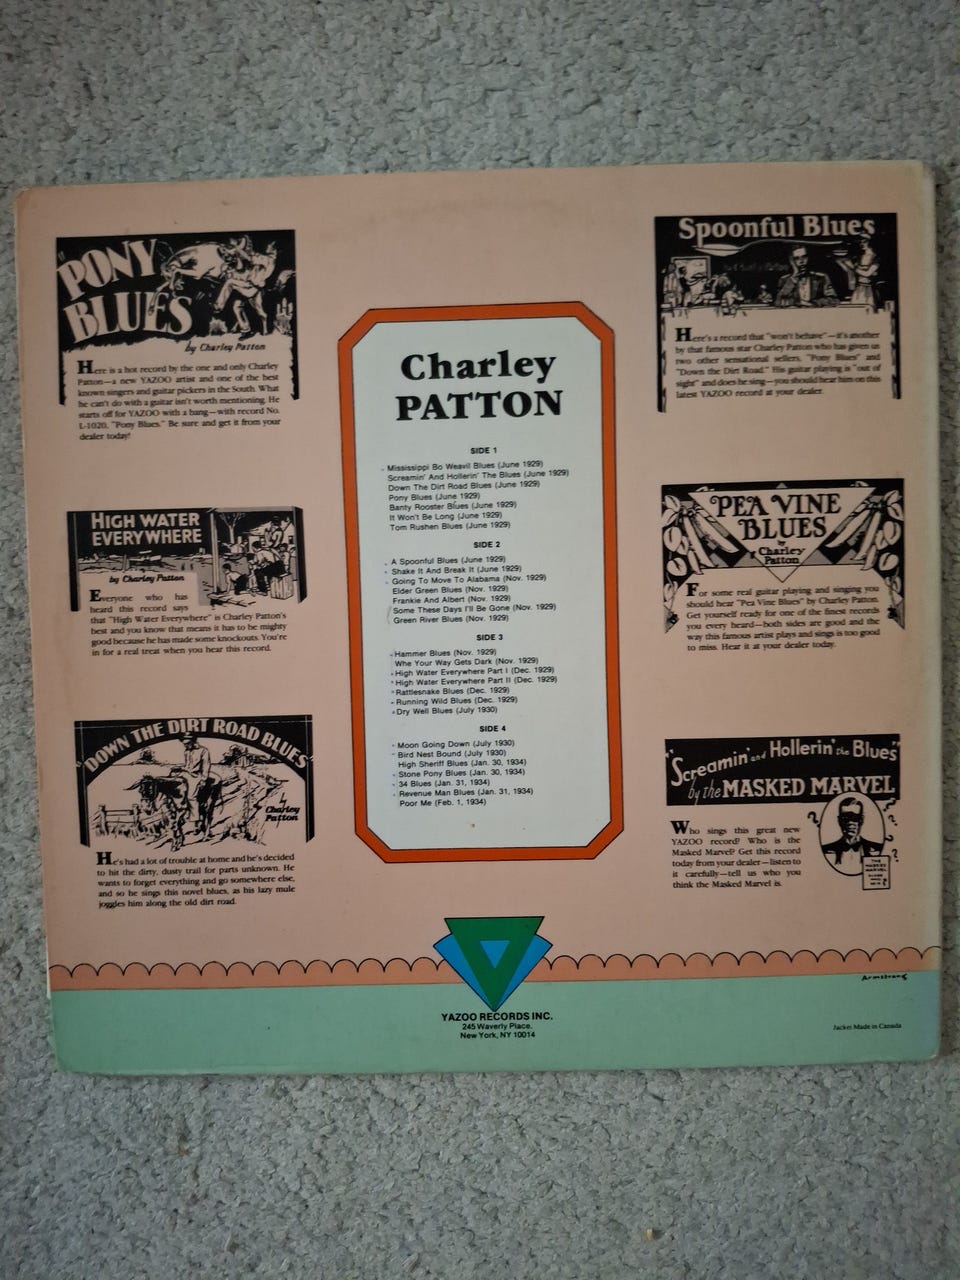 "PONY
BLUES"
by Charley Patton
Here is a hot record by the one and only Charley
Patton—a new YAZOO artist and one of the best
known singers and guitar pickers in the South. What
he can't do with a guitar isn't worth mentioning. He
starts off for YAZOO with a bang—with record No.
L-1020, "Pony Blues." Be sure and get it from your
dealer today!
HIGH WATER
EVERYWHERE
by Charley Patton
Everyone who has
heard this record says
that "High Water Everywhere" is Charley Patton's
best and you know that means it has to be mighty
good because he has made some knockouts. You're
in for a real treat when you hear this record.
"DOWN THE DIRT ROAD BLUES"
by
Charley
Patton
He's had a lot of trouble at home and he's decided
to hit the dirty, dusty trail for parts unknown. He
wants to forget everything and go somewhere else,
and so he sings this novel blues, as his lazy mule
joggles him along the old dirt road.
Charley
PATTON
SIDE 1
Mississippi Bo Weavil Blues (June 1929)
Screamin' And Hollerin' The Blues (June 1929)
Down The Dirt Road Blues (June 1929)
Pony Blues (June 1929)
Banty Rooster Blues (June 1929)
It Won't Be Long (June 1929)
Tom Rushen Blues (June 1929)
SIDE 2
A Spoonful Blues (June 1929)
Shake It And Break It (June 1929)
Going To Move To Alabama (Nov. 1929)
Elder Green Blues (Nov. 1929)
Frankie And Albert (Nov. 1929)
Some These Days I'll Be Gone (Nov. 1929)
Green River Blues (Nov. 1929)
SIDE 3
Hammer Blues (Nov. 1929)
Whe Your Way Gets Dark (Nov. 1929)
High Water Everywhere Part I (Dec. 1929)
High Water Everywhere Part II (Dec. 1929)
Rattlesnake Blues (Dec. 1929)
Running Wild Blues (Dec. 1929)
Dry Well Blues (July 1930)
SIDE 4
Moon Going Down (July 1930)
Bird Nest Bound (July 1930)
High Sheriff Blues (Jan. 30, 1934)
Stone Pony Blues (Jan. 30, 1934)
34 Blues (Jan. 31, 1934)
Revenue Man Blues (Jan. 31, 1934)
Poor Me (Feb. 1, 1934)
Spoonful Blues
Here's a record that "won't behave"—it's another
by that famous star Charley Patton who has given us
two other sensational sellers, "Pony Blues" and
"Down the Dirt Road." His guitar playing is "out of
sight" and does he sing—you should hear him on this
latest YAZOO record at your dealer.
"PEA VINE
BLUES"
by
Charley
Patton
For some real guitar playing and singing you
should hear "Pea Vine Blues" by Charley Patton.
Get yourself ready for one of the finest records
you every heard—both sides are good and the
way this famous artist plays and sings is too good
to miss. Hear it at your dealer today.
"Screamin' and Hollerin' the Blues"
by the MASKED MARVEL
Who sings this great new
YAZOO record? Who is the
Masked Marvel? Get this record
today from your dealer—listen to
it carefully—tell us who you
think the Masked Marvel is.
THE
MASKED
MARVEL
YAZOO RECORDS INC.
245 Waverly Place,
New York, NY 10014
Armstrong
Jacket Made in Canada